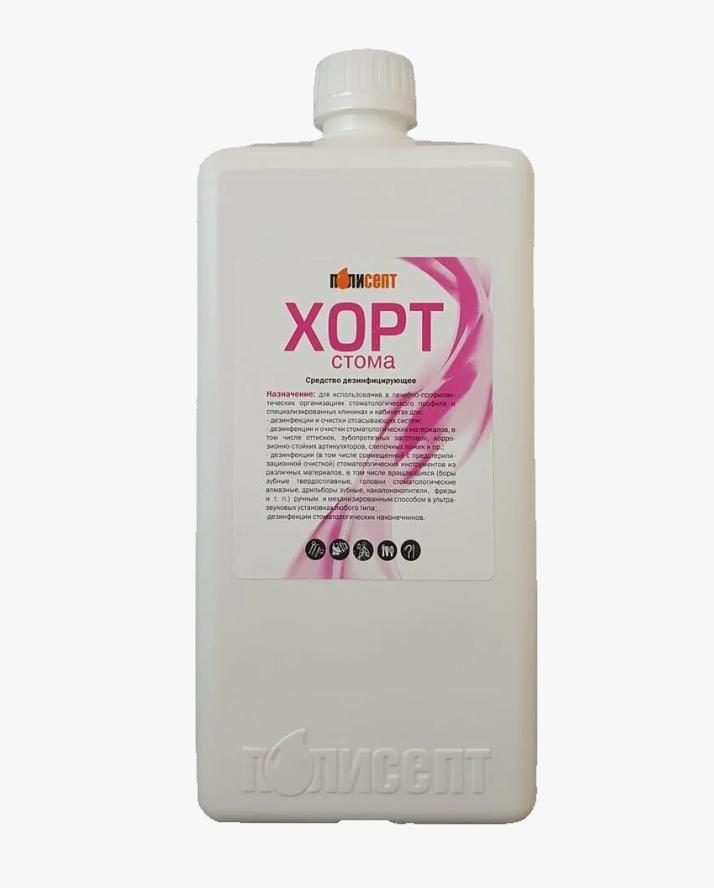 полисепт
ХОРТ
стома
Средство дезинфицирующее
Назначение: для использования в лечебно-профилак-
тических организациях стоматологического профиля и
специализированных клиниках и кабинетах для:
- дезинфекции и очистки отсасывающих систем;
- дезинфекции и очистки стоматологических материалов, в
том числе оттисков, зубопротезных заготовок, корро-
зионно-стойких артикуляторов, слепочных ложек и пр.;
- дезинфекции (в том числе совмещенной с предстерили-
зационной очисткой) стоматологических инструментов из
различных материалов, в том числе вращающихся (боры
зубные твердосплавные, головки стоматологические
алмазные, дрильборы зубные, каналонаполнители, фрезы
и т. п.) ручным и механизированным способом в ультра-
звуковых установках любого типа;
-дезинфекции стоматологических наконечников.
полисепт